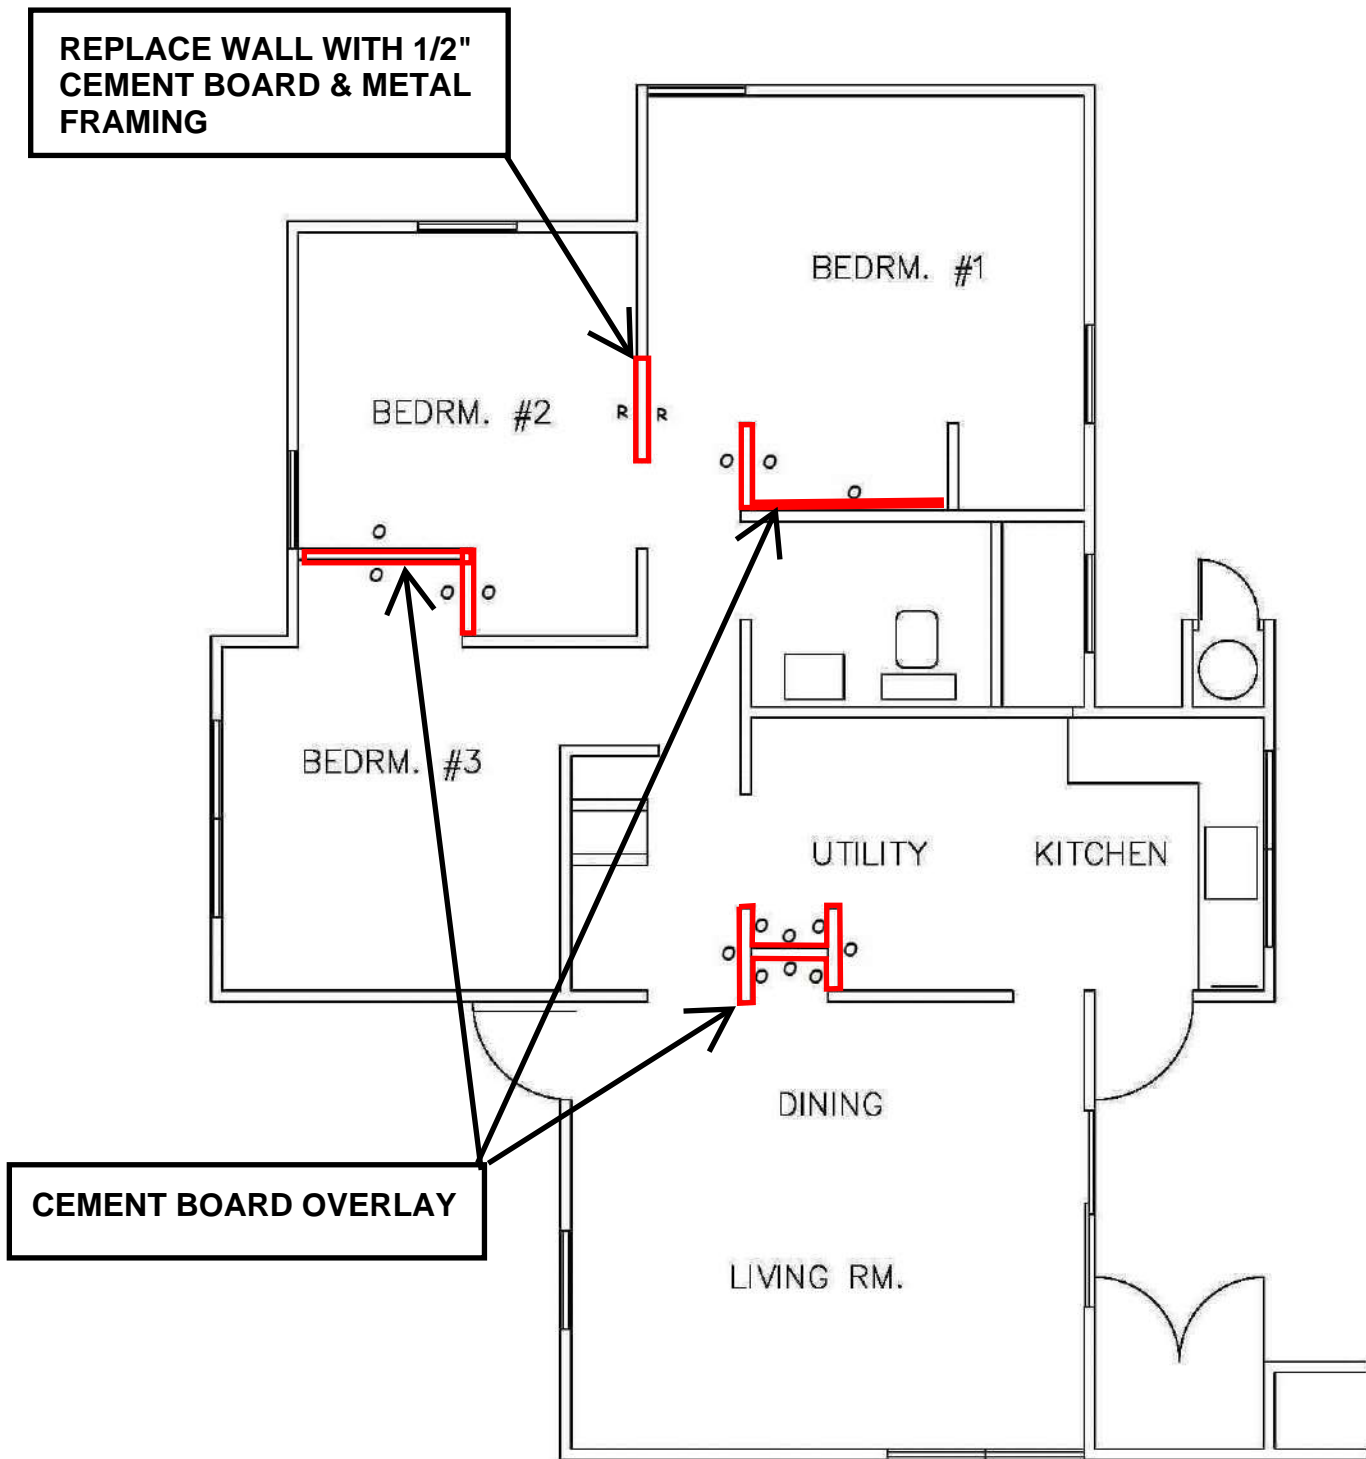 REPLACE WALL WITH 1/2"
CEMENT BOARD & METAL
FRAMING
BEDRM. #1
BEDRM. #2
R R
O O
O
O
O
O O
BEDRM. #3
UTILITY
KITCHEN
O O
O
O O
O
O O
DINING
CEMENT BOARD OVERLAY
LIVING RM.